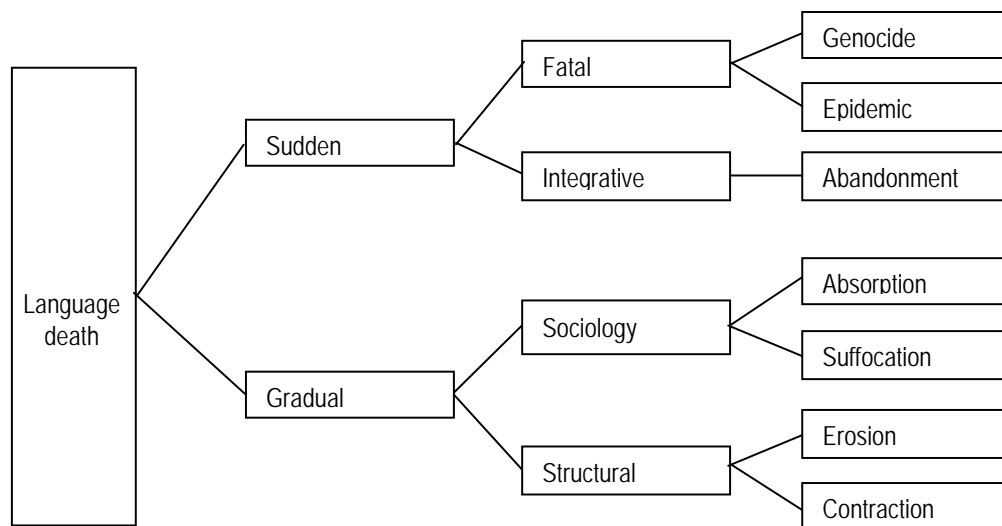 Language
death
Sudden
Gradual
Fatal
Integrative
Sociology
Structural
Genocide
Epidemic
Abandonment
Absorption
Suffocation
Erosion
Contraction